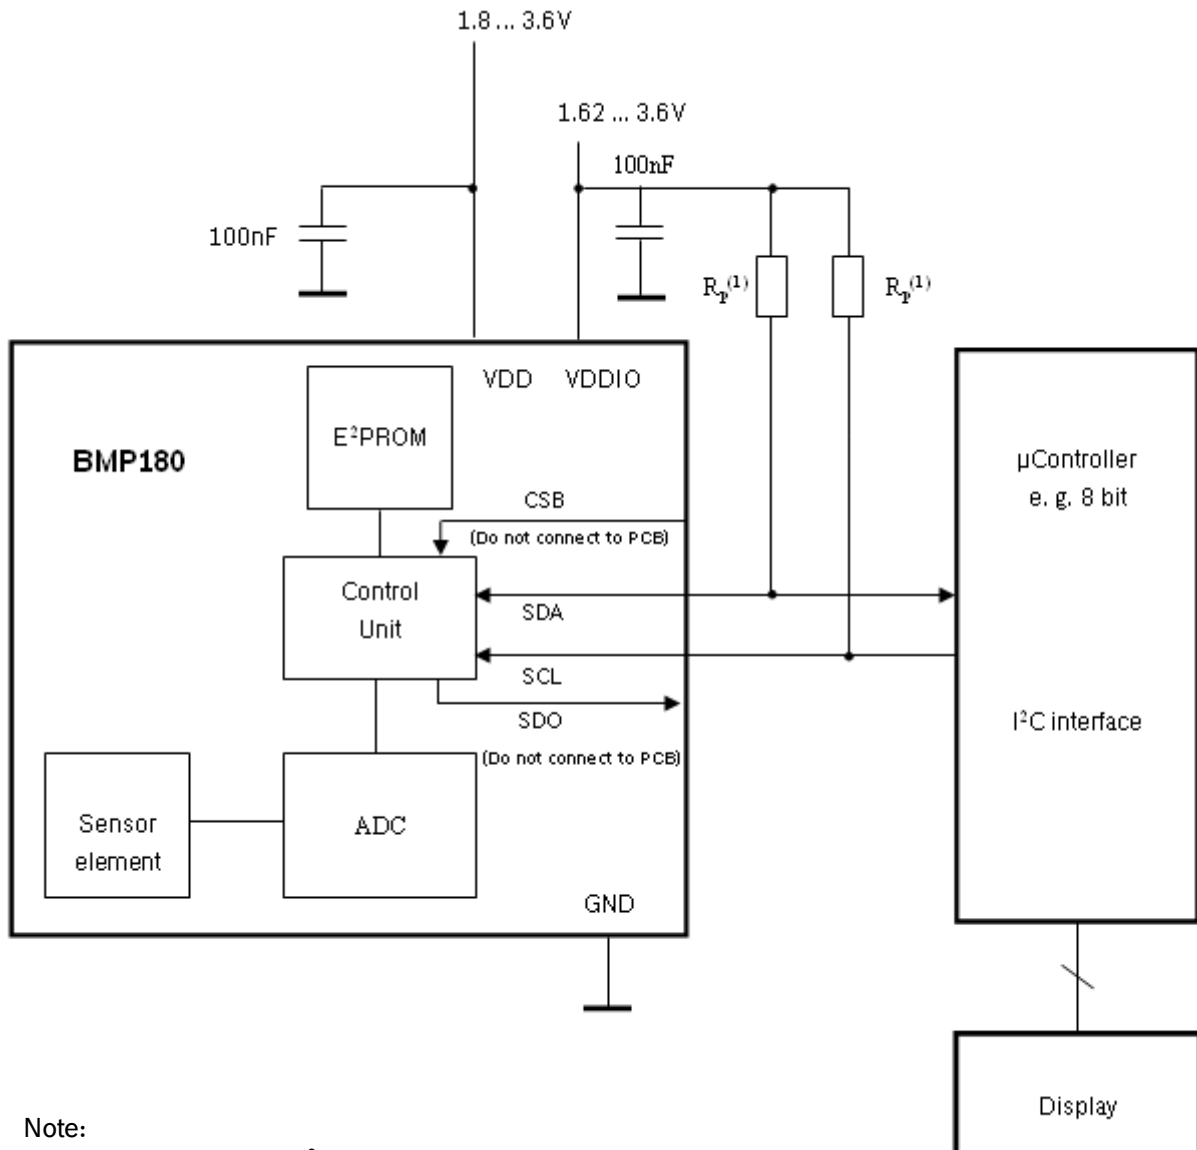 1.8 ... 3.6V
1.62 ... 3.6V
100nF
100nF
Rp(1)
Rp(1)
VDD
VDDIO
E²PROM
BMP180
µController
e. g. 8 bit
CSB
(Do not connect to PCB)
Control
Unit
SDA
SCL
SDO
(Do not connect to PCB)
I²C interface
Sensor
element
ADC
GND
Display
Note: